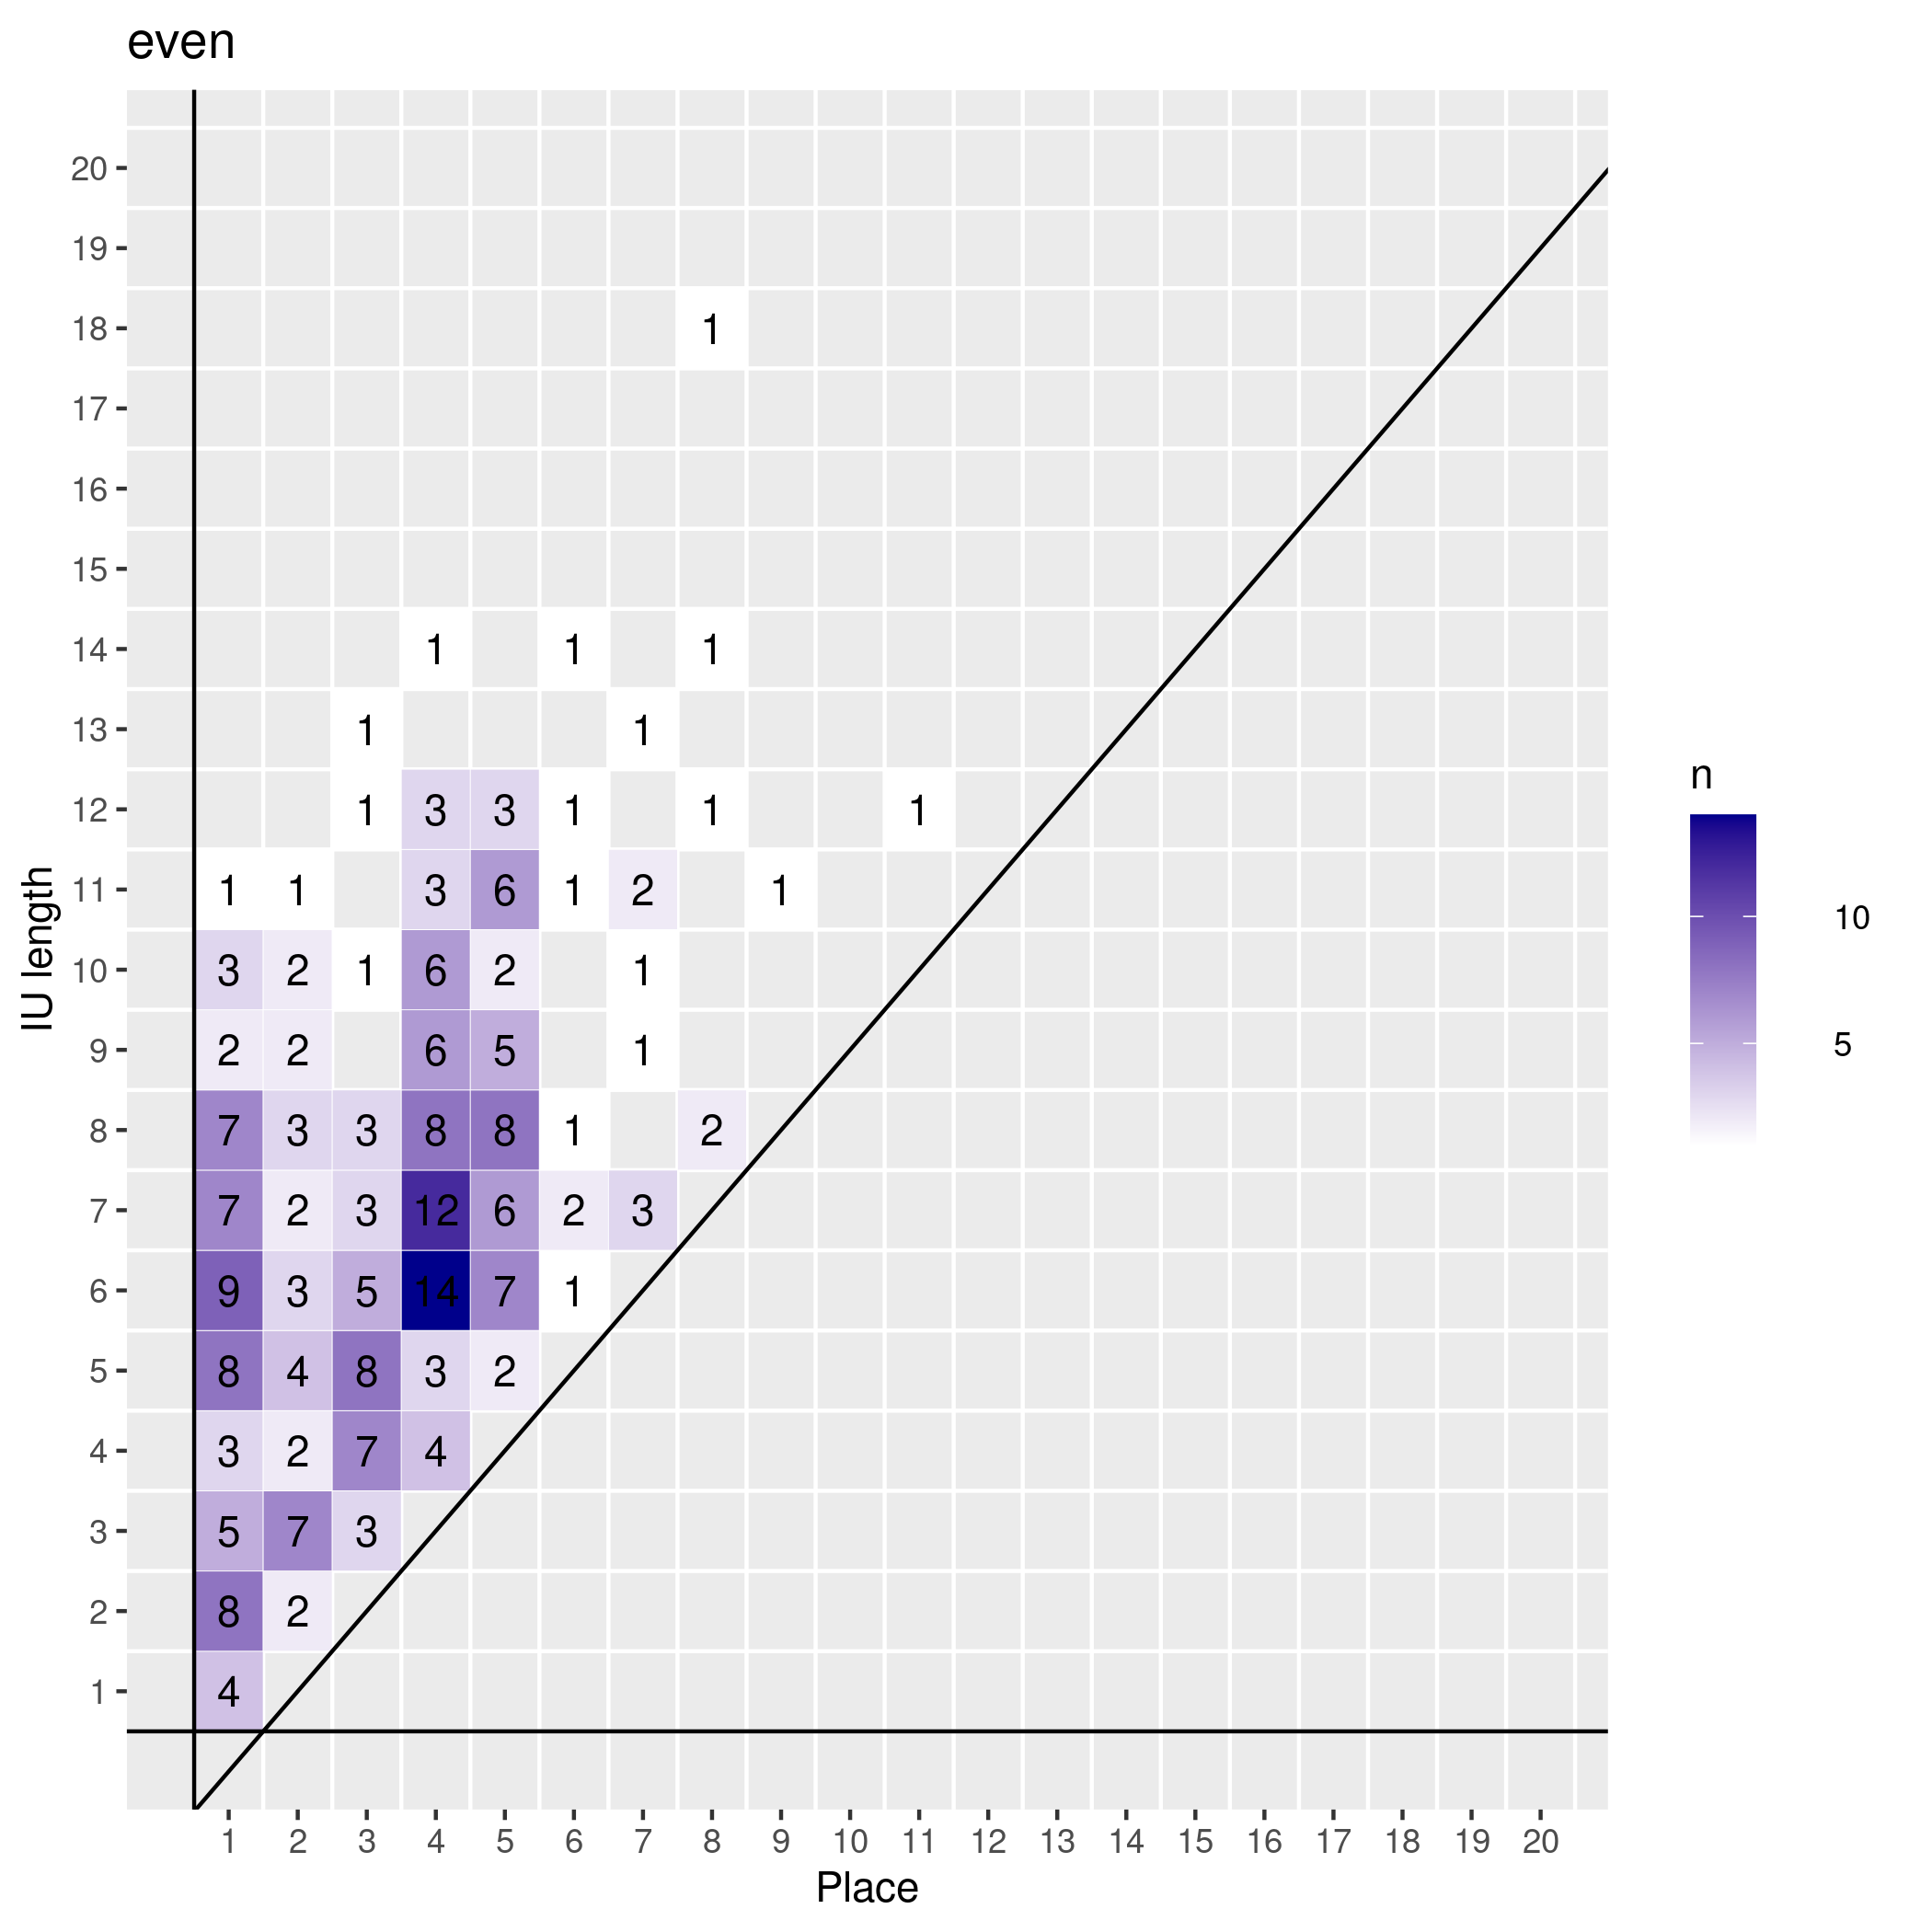 even
20
19
18 1
17
16
15
14 1 1 1
13 1 1
12 1 3 3 1 1 1
11 1 1 3 6 1 2 1
10 3 2 1 6 2 1
9 2 2 6 5 1
8 7 3 3 8 8 1 2
7 7 2 3 12 6 2 3
6 9 3 5 14 7 1
5 8 4 8 3 2
4 3 2 7 4
3 5 7 3
2 8 2
1 4
1 2 3 4 5 6 7 8 9 10 11 12 13 14 15 16 17 18 19 20
Place
IU length
n
10
5